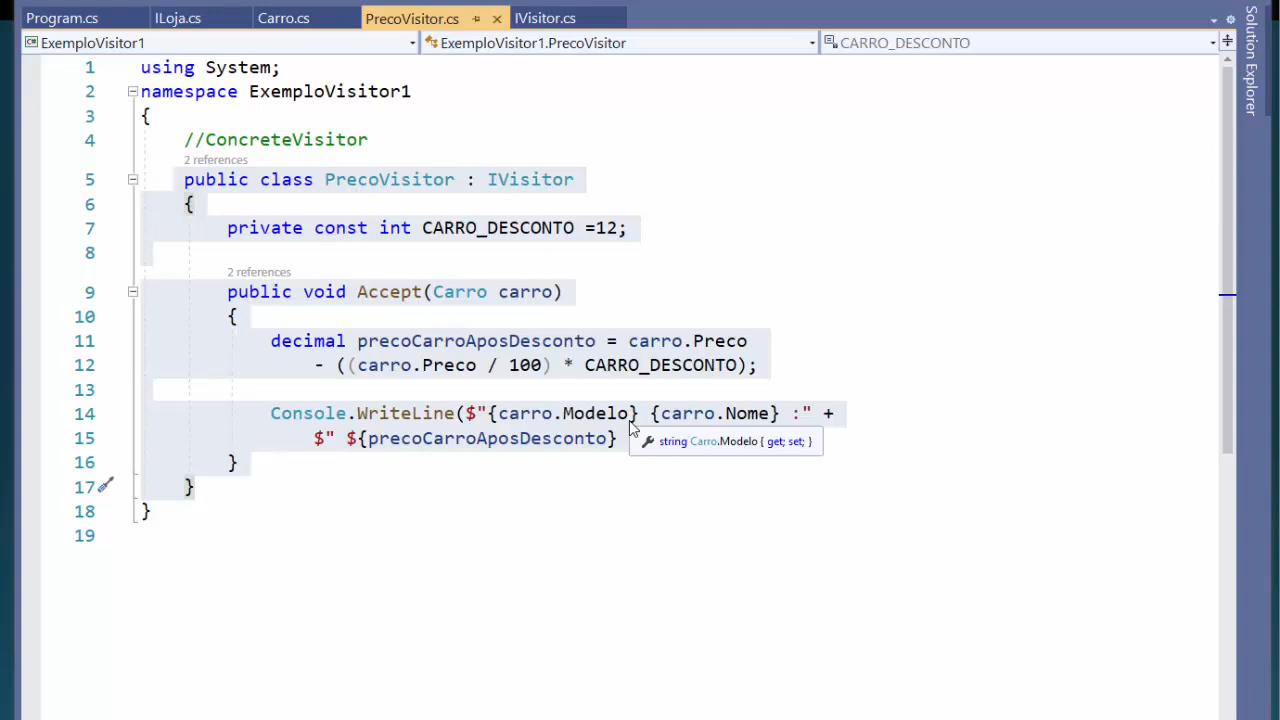 Program.cs ILoja.cs Carro.cs PrecoVisitor.cs IVisitor.cs
ExemploVisitor1 ExemploVisitor1.PrecoVisitor CARRO_DESCONTO
Solution Explorer
1 using System;
2 namespace ExemploVisitor1
3 {
4 //ConcreteVisitor
2 references
5 public class PrecoVisitor : IVisitor
6 {
7 private const int CARRO_DESCONTO =12;
8
2 references
9 public void Accept(Carro carro)
10 {
11 decimal precoCarroAposDesconto = carro.Preco
12 - ((carro.Preco / 100) * CARRO_DESCONTO);
13
14 Console.WriteLine($"{carro.Modelo} {carro.Nome} :" +
15 $" ${precoCarroAposDesconto}
string Carro.Modelo { get; set; }
16 }
17 }
18 }
19